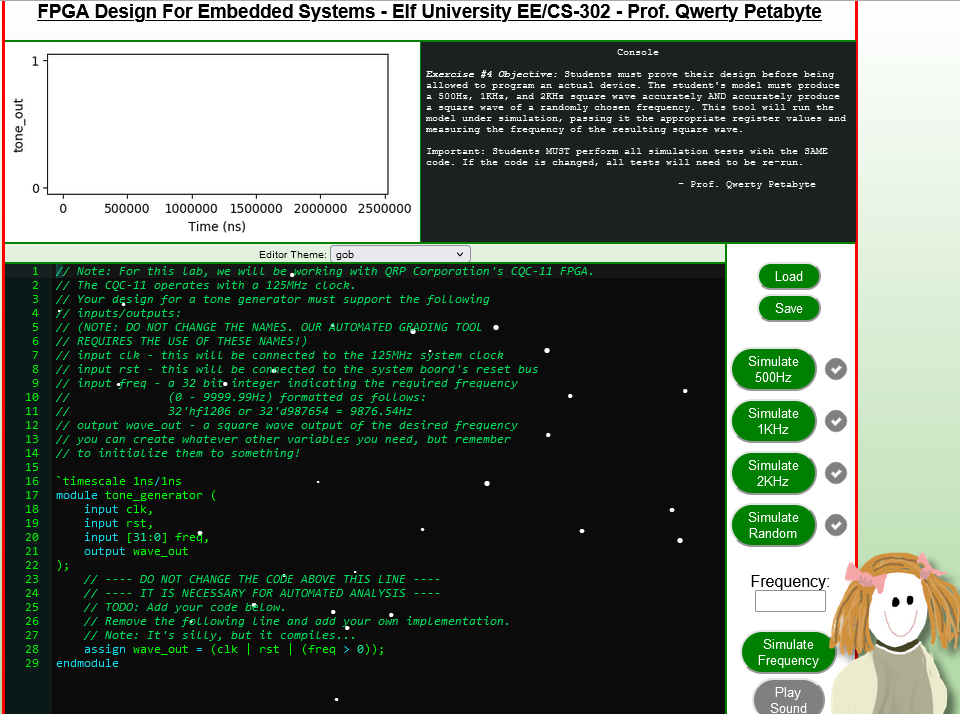 FPGA Design For Embedded Systems - Elf University EE/CS-302 - Prof. Qwerty Petabyte
1
tone_out
0
0 500000 1000000 1500000 2000000 2500000
Time (ns)
Console
Exercise #4 Objective: Students must prove their design before being
allowed to program an actual device. The student's model must produce
a 500Hz, 1KHz, and 2KHz square wave accurately AND accurately produce
a square wave of a randomly chosen frequency. This tool will run the
model under simulation, passing it the appropriate register values and
measuring the frequency of the resulting square wave.
Important: Students MUST perform all simulation tests with the SAME
code. If the code is changed, all tests will need to be re-run.
- Prof. Qwerty Petabyte
Editor Theme: gob
1 // Note: For this lab, we will be working with QRP Corporation's CQC-11 FPGA.
2 // The CQC-11 operates with a 125MHz clock.
3 // Your design for a tone generator must support the following
4 // inputs/outputs:
5 // (NOTE: DO NOT CHANGE THE NAMES. OUR AUTOMATED GRADING TOOL
6 // REQUIRES THE USE OF THESE NAMES!)
7 // input clk - this will be connected to the 125MHz system clock
8 // input rst - this will be connected to the system board's reset bus
9 // input freq - a 32 bit integer indicating the required frequency
10 // (0 - 9999.99Hz) formatted as follows:
11 // 32'hf1206 or 32'd987654 = 9876.54Hz
12 // output wave_out - a square wave output of the desired frequency
13 // you can create whatever other variables you need, but remember
14 // to initialize them to something!
15
16 `timescale 1ns/1ns
17 module tone_generator (
18 input clk,
19 input rst,
20 input [31:0] freq,
21 output wave_out
22 );
23 // ---- DO NOT CHANGE THE CODE ABOVE THIS LINE ----
24 // ---- IT IS NECESSARY FOR AUTOMATED ANALYSIS ----
25 // TODO: Add your code below.
26 // Remove the following line and add your own implementation.
27 // Note: It's silly, but it compiles...
28 assign wave_out = (clk | rst | (freq > 0));
29 endmodule
Load
Save
Simulate
500Hz
Simulate
1KHz
Simulate
2KHz
Simulate
Random
Frequency:
Simulate
Frequency
Play
Sound